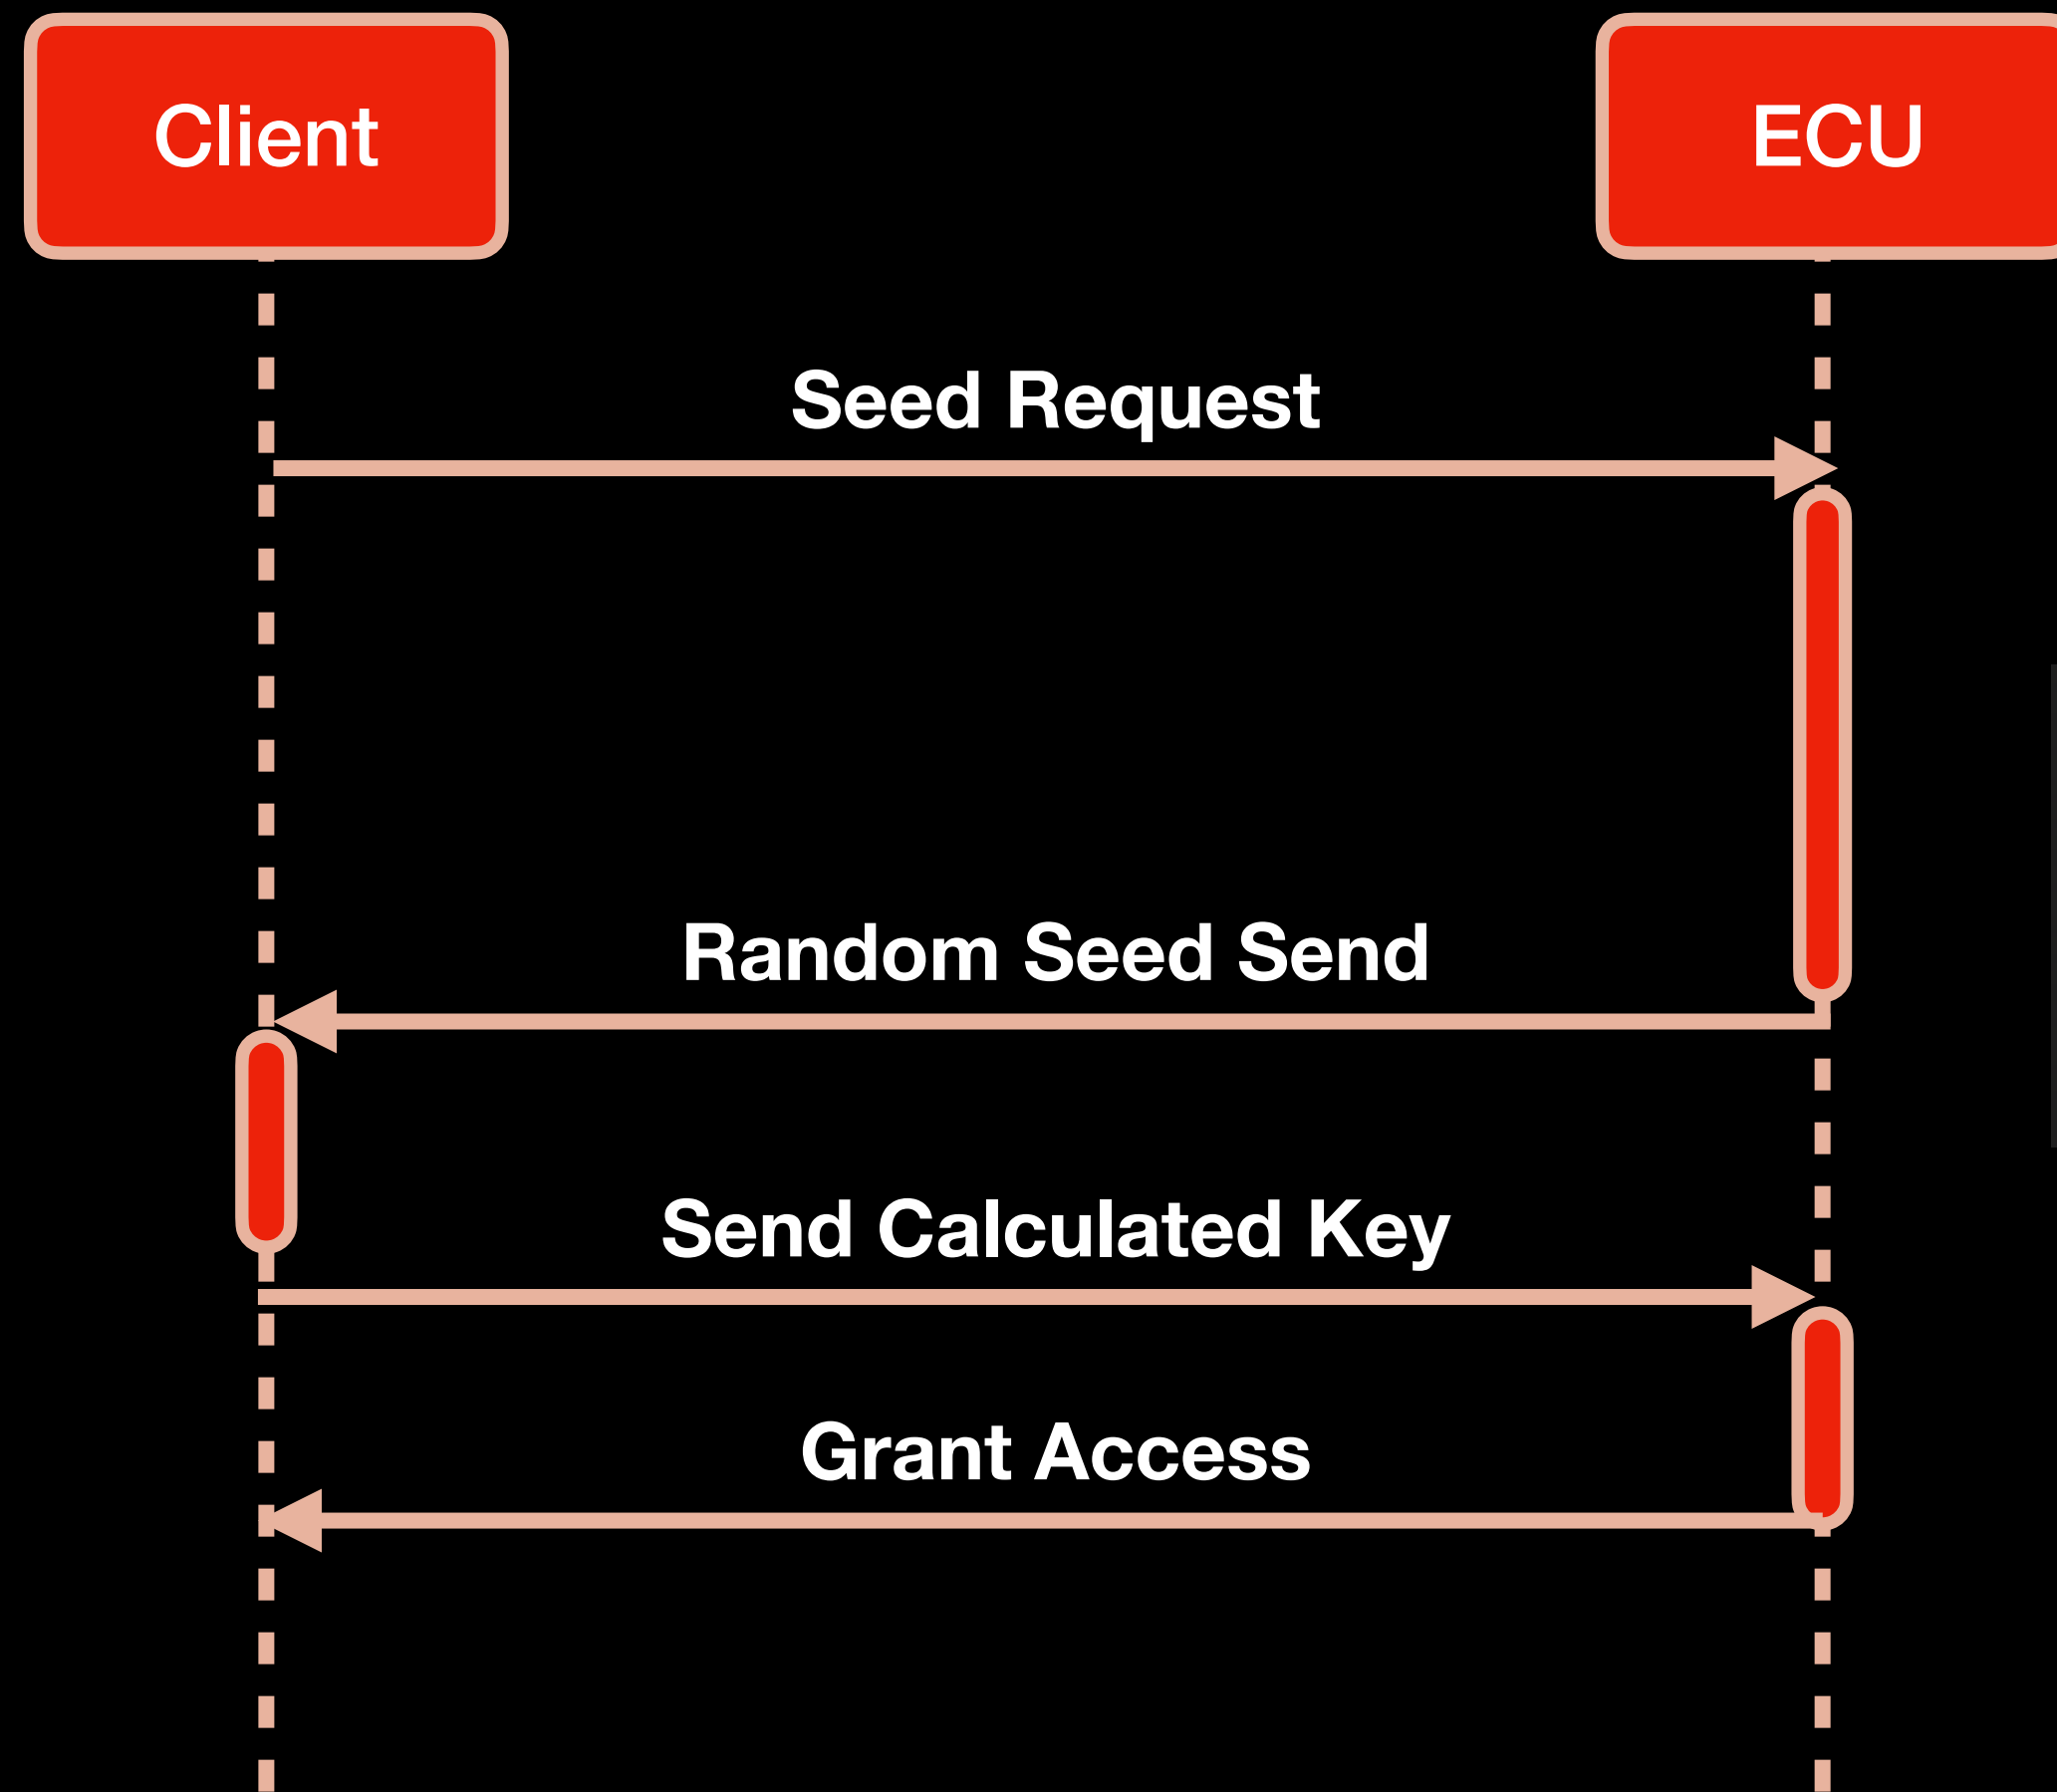 Client
ECU
Seed Request
Random Seed Send
Send Calculated Key
Grant Access